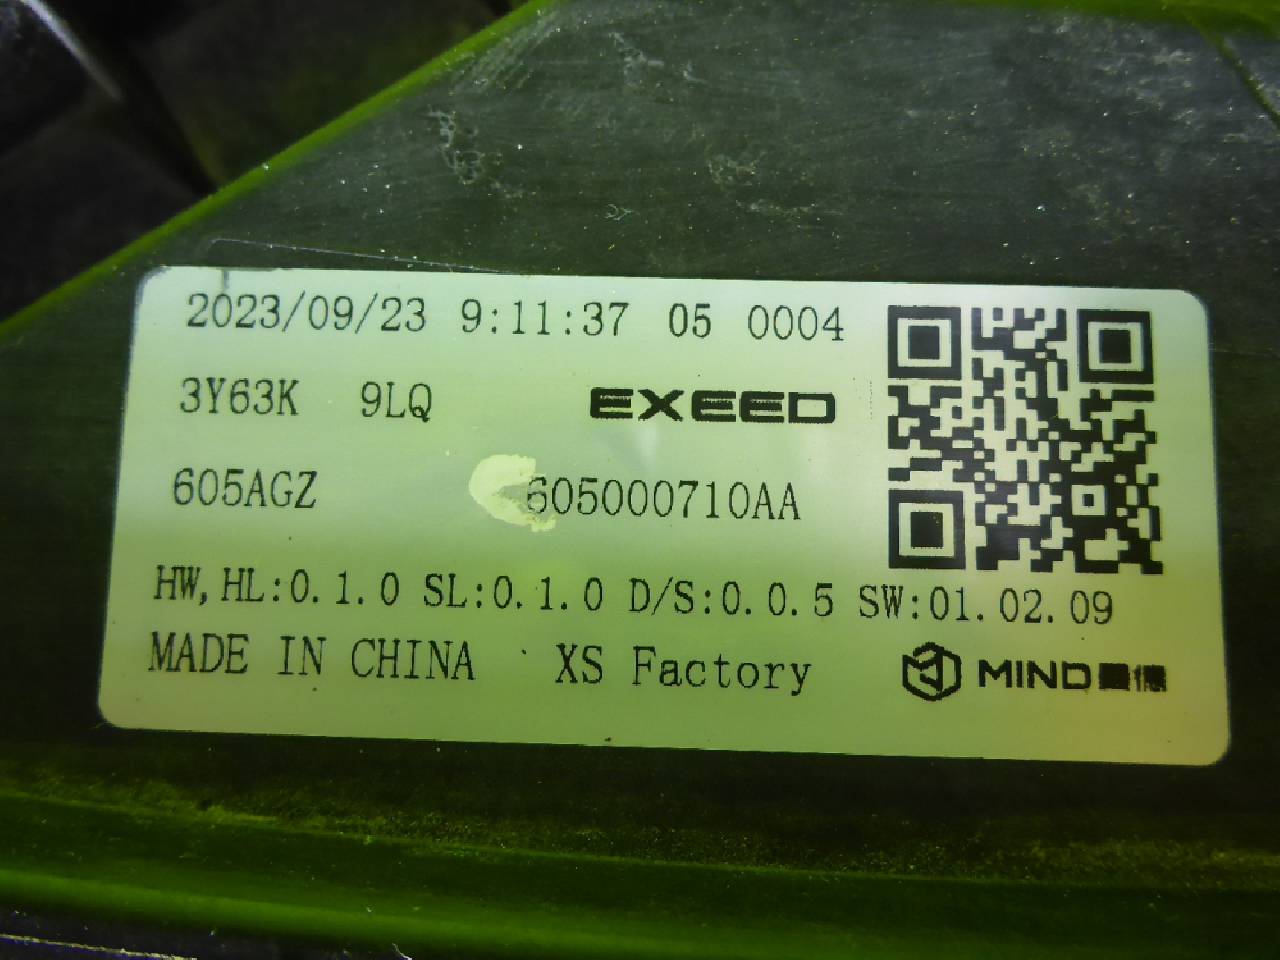 2023/09/23 9:11:37 05 0004
3Y63K 9LQ EXEED
605AGZ 605000710AA
HW,HL:0.1.0 SL:0.1.0 D/S:0.0.5 SW:01.02.09
MADE IN CHINA XS Factory MIND